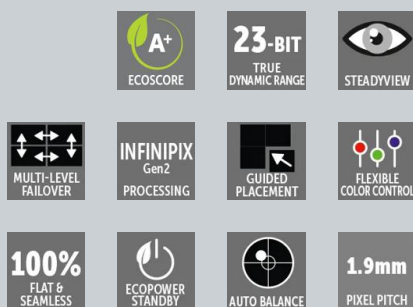 A+
ECOSCORE
23-BIT
TRUE
DYNAMIC RANGE
STEADYVIEW
MULTI-LEVEL
FAILOVER
INFINIPIX
Gen2
PROCESSING
GUIDED
PLACEMENT
FLEXIBLE
COLOR CONTROL
100%
FLAT &
SEAMLESS
ECOPOWER
STANDBY
AUTO BALANCE
1.9mm
PIXEL PITCH